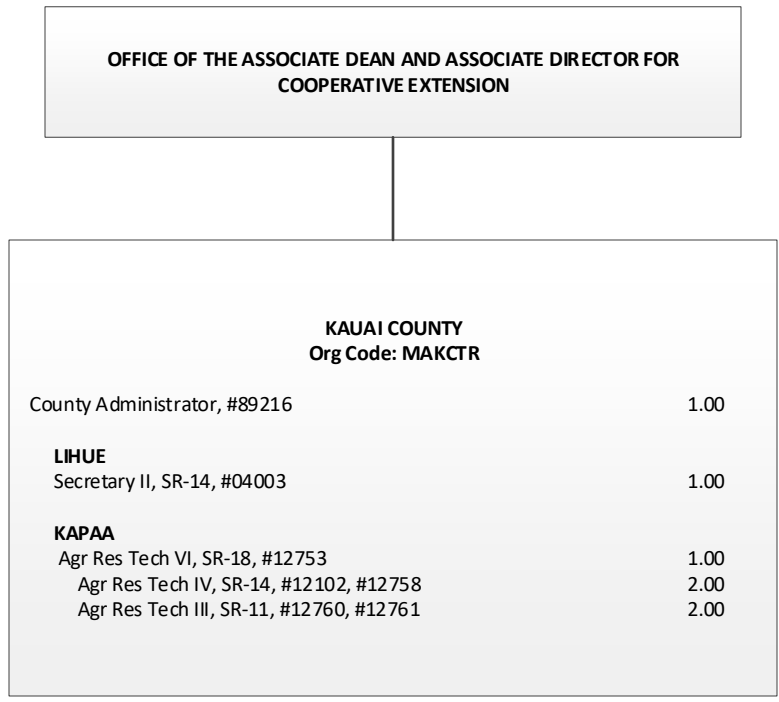 OFFICE OF THE ASSOCIATE DEAN AND ASSOCIATE DIRECTOR FOR
COOPERATIVE EXTENSION
KAUAI COUNTY
Org Code: MAKCTR
County Administrator, #89216 1.00
LIHUE
Secretary II, SR-14, #04003 1.00
KAPAA
Agr Res Tech VI, SR-18, #12753 1.00
Agr Res Tech IV, SR-14, #12102, #12758 2.00
Agr Res Tech III, SR-11, #12760, #12761 2.00